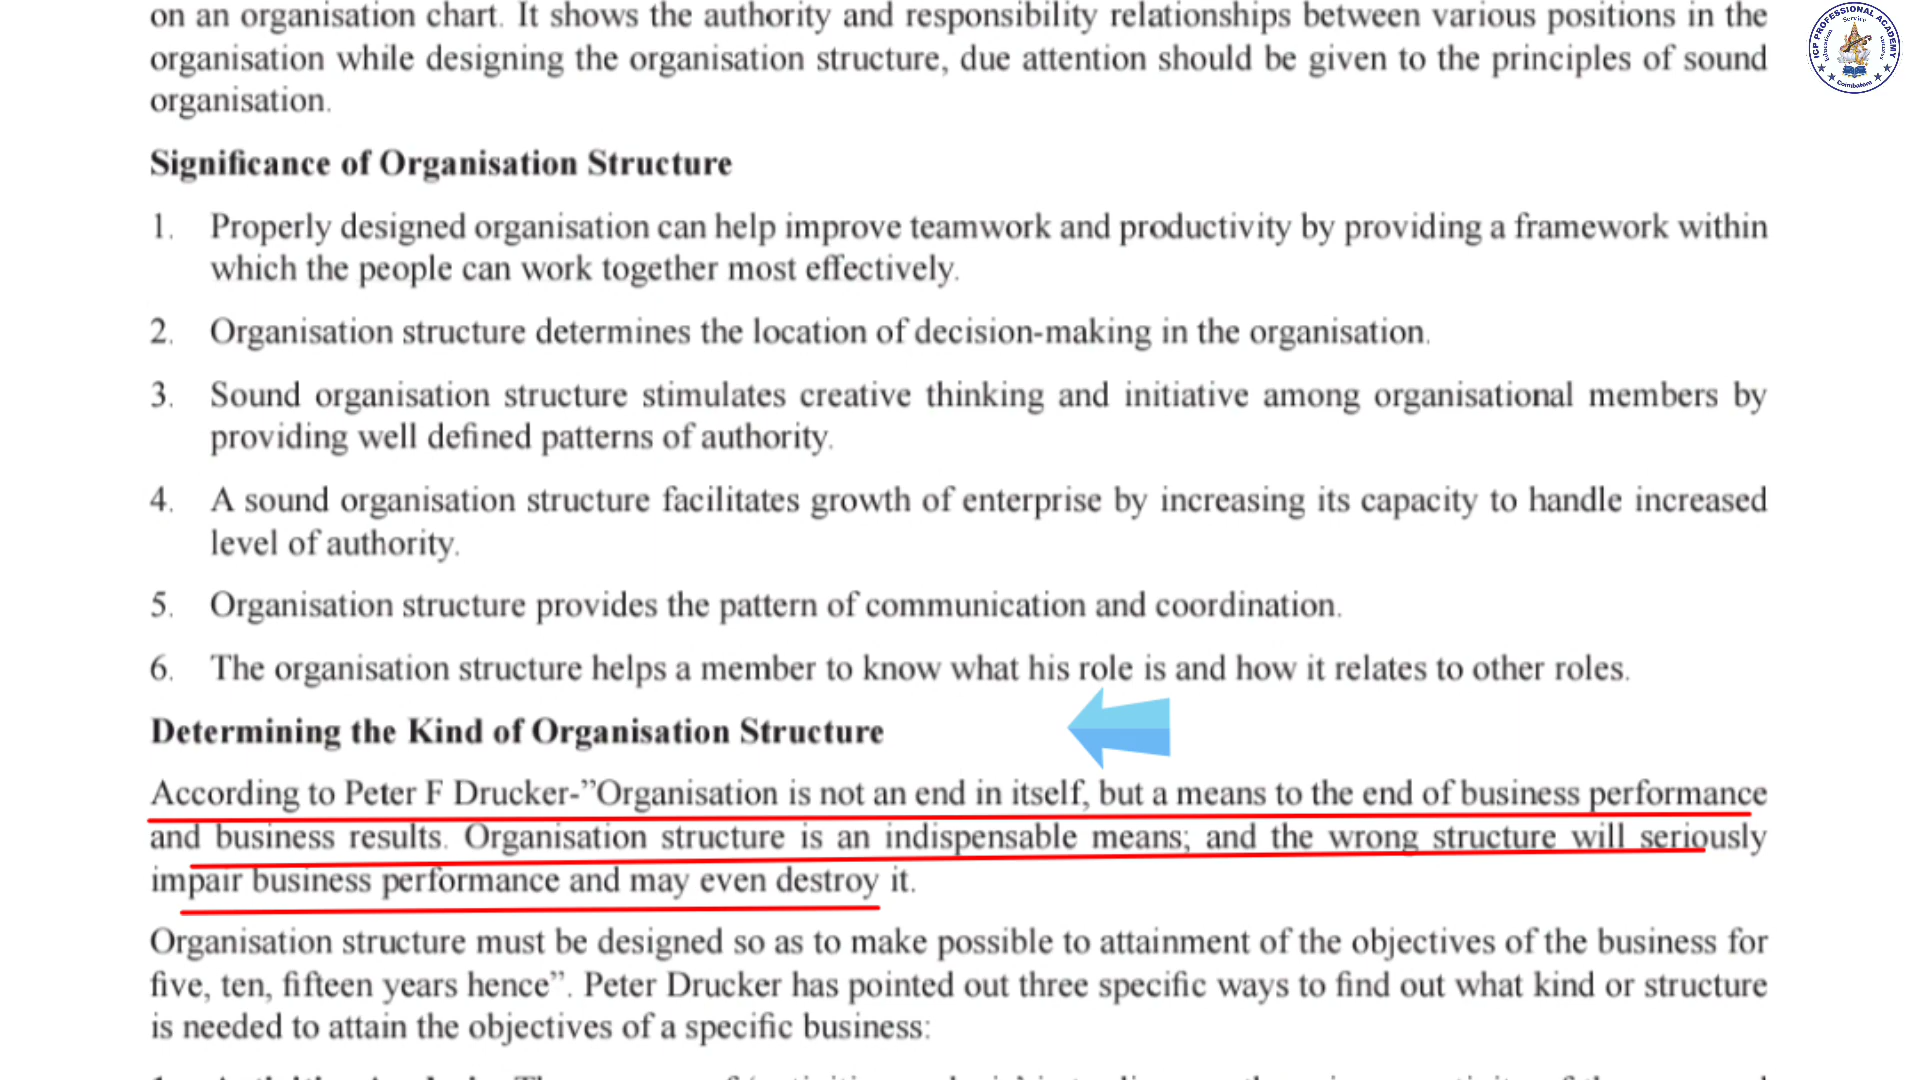 on an organisation chart. It shows the authority and responsibility relationships between various positions in the
organisation while designing the organisation structure, due attention should be given to the principles of sound
organisation.
Significance of Organisation Structure
1. Properly designed organisation can help improve teamwork and productivity by providing a framework within
which the people can work together most effectively.
2. Organisation structure determines the location of decision-making in the organisation.
3. Sound organisation structure stimulates creative thinking and initiative among organisational members by
providing well defined patterns of authority.
4. A sound organisation structure facilitates growth of enterprise by increasing its capacity to handle increased
level of authority.
5. Organisation structure provides the pattern of communication and coordination.
6. The organisation structure helps a member to know what his role is and how it relates to other roles.
Determining the Kind of Organisation Structure
According to Peter F Drucker-”Organisation is not an end in itself, but a means to the end of business performance
and business results. Organisation structure is an indispensable means; and the wrong structure will seriously
impair business performance and may even destroy it.
Organisation structure must be designed so as to make possible to attainment of the objectives of the business for
five, ten, fifteen years hence”. Peter Drucker has pointed out three specific ways to find out what kind or structure
is needed to attain the objectives of a specific business:
PROFESSIONAL ACADEMY
Service
Coimbatore